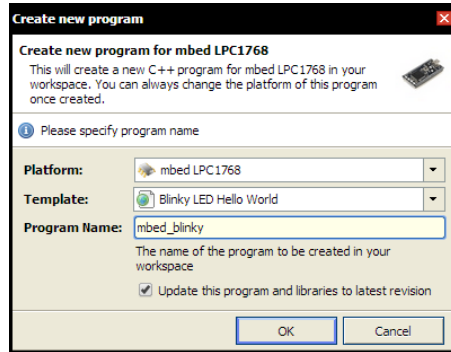 Create new program
Create new program for mbed LPC1768
This will create a new C++ program for mbed LPC1768 in your
workspace. You can always change the platform of this program
once created.
Please specify program name
Platform: mbed LPC1768
Template: Blinky LED Hello World
Program Name: mbed_blinky
The name of the program to be created in your
workspace
Update this program and libraries to latest revision
OK Cancel